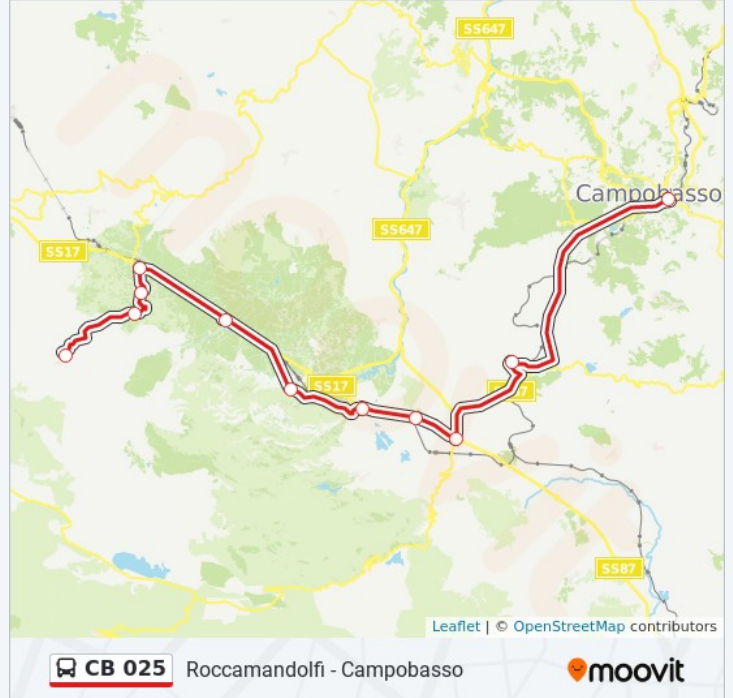 SS647
Campobasso
SS647
SS17
SS17
SS87
Leaflet | © OpenStreetMap contributors
CB 025 Roccamandolfi - Campobasso moovit